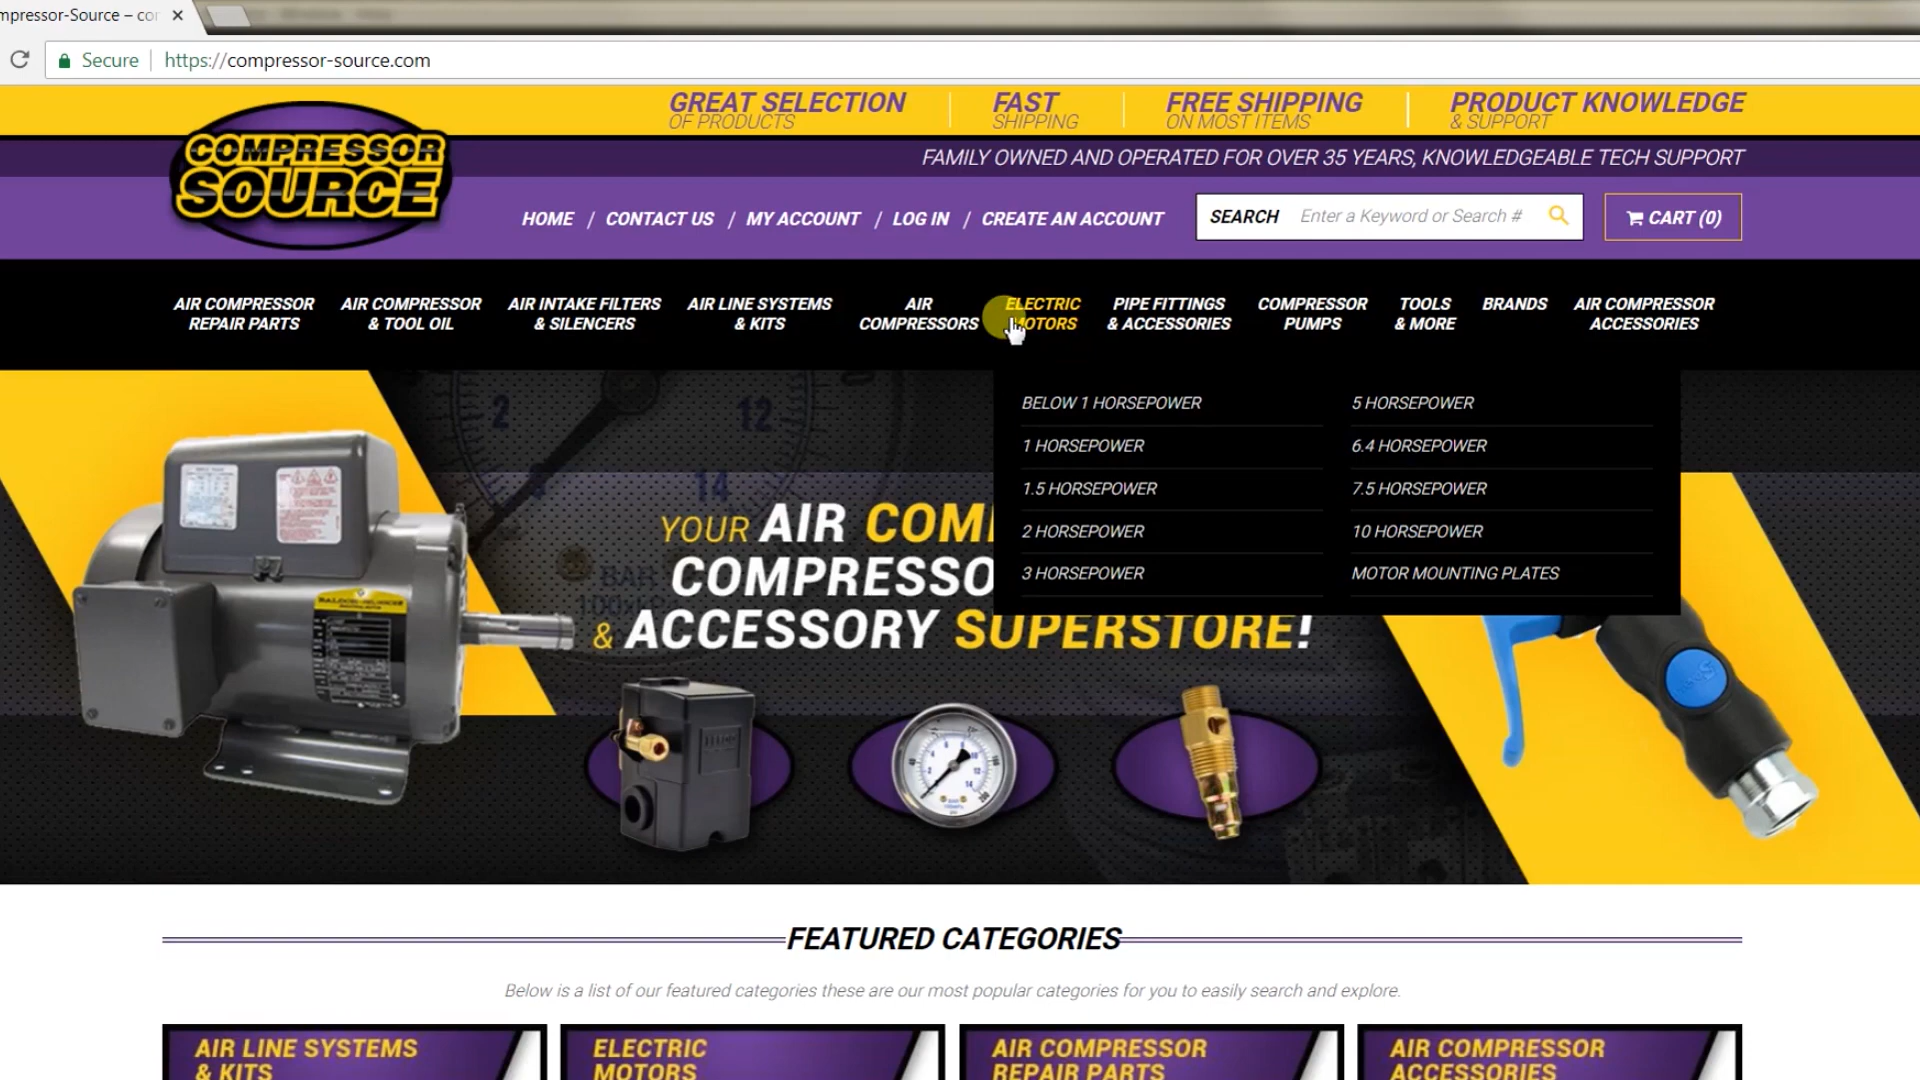 mpressor-Source – cor
Secure https://compressor-source.com
GREAT SELECTION
OF PRODUCTS
FAST
SHIPPING
FREE SHIPPING
ON MOST ITEMS
PRODUCT KNOWLEDGE
& SUPPORT
FAMILY OWNED AND OPERATED FOR OVER 35 YEARS, KNOWLEDGEABLE TECH SUPPORT
COMPRESSOR
SOURCE
HOME / CONTACT US / MY ACCOUNT / LOG IN / CREATE AN ACCOUNT
SEARCH Enter a Keyword or Search #
CART (0)
AIR COMPRESSOR
REPAIR PARTS
AIR COMPRESSOR
& TOOL OIL
AIR INTAKE FILTERS
& SILENCERS
AIR LINE SYSTEMS
& KITS
AIR
COMPRESSORS
ELECTRIC
MOTORS
PIPE FITTINGS
& ACCESSORIES
COMPRESSOR
PUMPS
TOOLS
& MORE
BRANDS
AIR COMPRESSOR
ACCESSORIES
BELOW 1 HORSEPOWER
1 HORSEPOWER
1.5 HORSEPOWER
2 HORSEPOWER
3 HORSEPOWER
5 HORSEPOWER
6.4 HORSEPOWER
7.5 HORSEPOWER
10 HORSEPOWER
MOTOR MOUNTING PLATES
2
12
14
BAR
YOUR AIR COM
COMPRESSO
& ACCESSORY SUPERSTORE!
FEATURED CATEGORIES
Below is a list of our featured categories these are our most popular categories for you to easily search and explore.
AIR LINE SYSTEMS
& KITS
ELECTRIC
MOTORS
AIR COMPRESSOR
REPAIR PARTS
AIR COMPRESSOR
ACCESSORIES